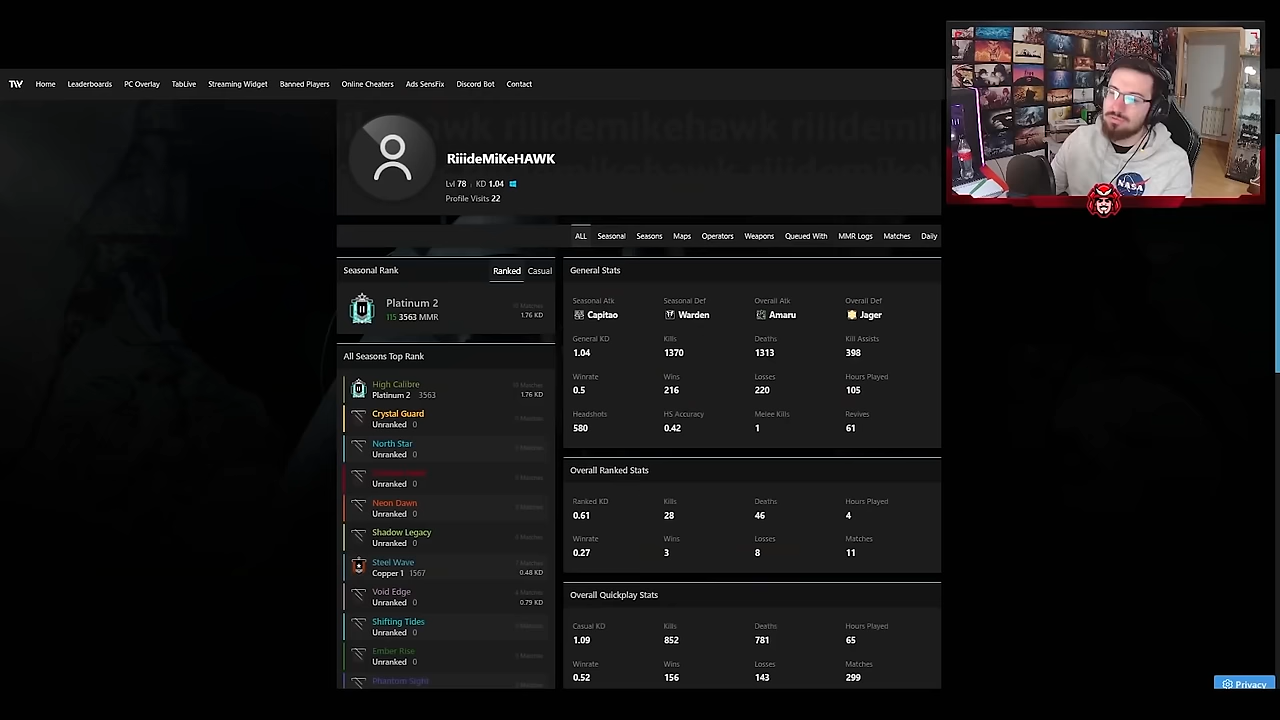 Home Leaderboards PC Overlay TabLive Streaming Widget Banned Players Online Cheaters Ads SensFix Discord Bot Contact
RiiideMiKeHAWK
Lvl 78 KD 1.04
Profile Visits 22
ALL Seasonal Seasons Maps Operators Weapons Queued With MMR Logs Matches Daily
Seasonal Rank Ranked Casual
Platinum 2
115 3563 MMR 1.76 KD
All Seasons Top Rank
High Calibre
Platinum 2 3563 1.76 KD
Crystal Guard
Unranked 0
North Star
Unranked 0
Unranked 0
Neon Dawn
Unranked 0
Shadow Legacy
Unranked 0
Steel Wave
Copper 1 1567 0.48 KD
Void Edge
Unranked 0 0.79 KD
Shifting Tides
Unranked 0
Ember Rise
Unranked 0
Phantom Sight
General Stats
Seasonal Atk Seasonal Def Overall Atk Overall Def
Capitao Warden Amaru Jager
General KD Kills Deaths Kill Assists
1.04 1370 1313 398
Winrate Wins Losses Hours Played
0.5 216 220 105
Headshots HS Accuracy Melee Kills Revives
580 0.42 1 61
Overall Ranked Stats
Ranked KD Kills Deaths Hours Played
0.61 28 46 4
Winrate Wins Losses Matches
0.27 3 8 11
Overall Quickplay Stats
Casual KD Kills Deaths Hours Played
1.09 852 781 65
Winrate Wins Losses Matches
0.52 156 143 299
NASA
Privacy